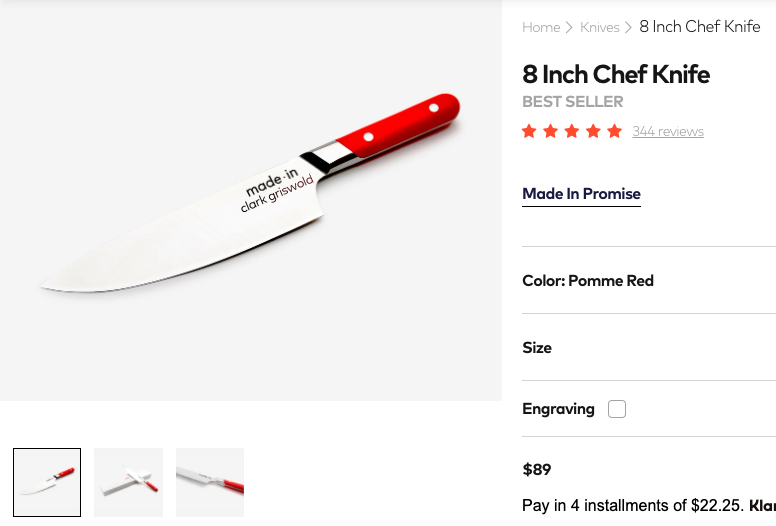 Home > Knives > 8 Inch Chef Knife
8 Inch Chef Knife
BEST SELLER
344 reviews
made·in
clark griswold
Made In Promise
Color: Pomme Red
Size
Engraving
$89
Pay in 4 installments of $22.25. Klar